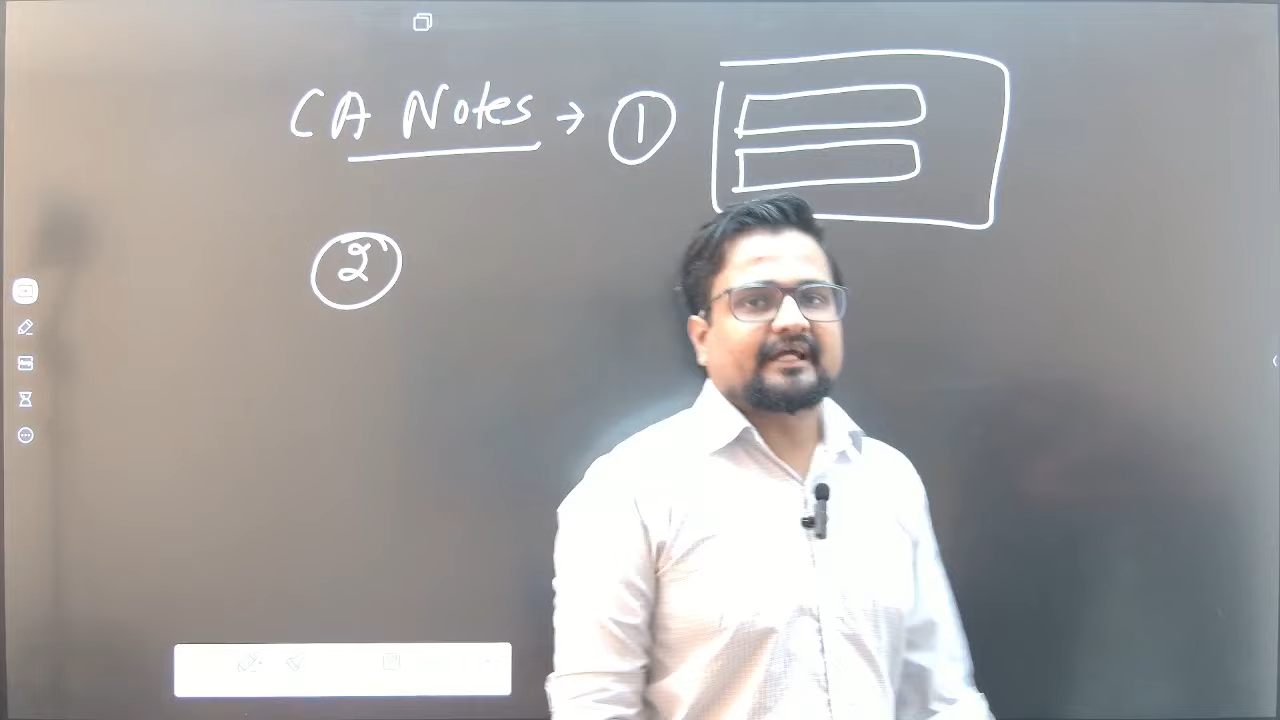 CA Notes → ①
②